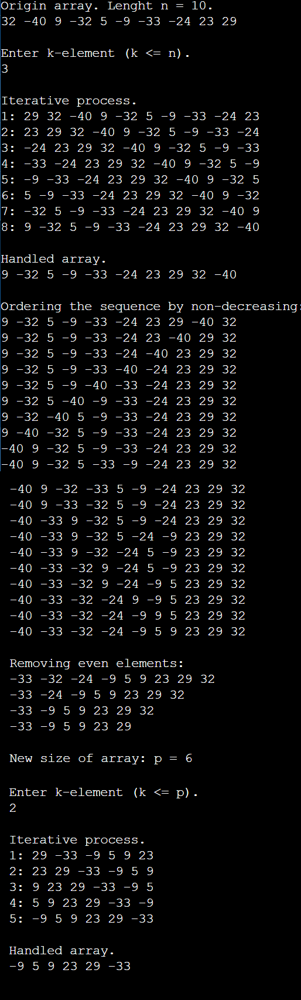 Origin array. Lenght n = 10.
32 -40 9 -32 5 -9 -33 -24 23 29
Enter k-element (k <= n).
3
Iterative process.
1: 29 32 -40 9 -32 5 -9 -33 -24 23
2: 23 29 32 -40 9 -32 5 -9 -33 -24
3: -24 23 29 32 -40 9 -32 5 -9 -33
4: -33 -24 23 29 32 -40 9 -32 5 -9
5: -9 -33 -24 23 29 32 -40 9 -32 5
6: 5 -9 -33 -24 23 29 32 -40 9 -32
7: -32 5 -9 -33 -24 23 29 32 -40 9
8: 9 -32 5 -9 -33 -24 23 29 32 -40
Handled array.
9 -32 5 -9 -33 -24 23 29 32 -40
Ordering the sequence by non-decreasing:
9 -32 5 -9 -33 -24 23 29 -40 32
9 -32 5 -9 -33 -24 23 -40 29 32
9 -32 5 -9 -33 -24 -40 23 29 32
9 -32 5 -9 -33 -40 -24 23 29 32
9 -32 5 -9 -40 -33 -24 23 29 32
9 -32 5 -40 -9 -33 -24 23 29 32
9 -32 -40 5 -9 -33 -24 23 29 32
9 -40 -32 5 -9 -33 -24 23 29 32
-40 9 -32 5 -9 -33 -24 23 29 32
-40 9 -32 5 -33 -9 -24 23 29 32
-40 9 -32 -33 5 -9 -24 23 29 32
-40 9 -33 -32 5 -9 -24 23 29 32
-40 -33 9 -32 5 -9 -24 23 29 32
-40 -33 9 -32 5 -24 -9 23 29 32
-40 -33 9 -32 -24 5 -9 23 29 32
-40 -33 -32 9 -24 5 -9 23 29 32
-40 -33 -32 9 -24 -9 5 23 29 32
-40 -33 -32 -24 9 -9 5 23 29 32
-40 -33 -32 -24 -9 9 5 23 29 32
-40 -33 -32 -24 -9 5 9 23 29 32
Removing even elements:
-33 -32 -24 -9 5 9 23 29 32
-33 -24 -9 5 9 23 29 32
-33 -9 5 9 23 29 32
-33 -9 5 9 23 29
New size of array: p = 6
Enter k-element (k <= p).
2
Iterative process.
1: 29 -33 -9 5 9 23
2: 23 29 -33 -9 5 9
3: 9 23 29 -33 -9 5
4: 5 9 23 29 -33 -9
5: -9 5 9 23 29 -33
Handled array.
-9 5 9 23 29 -33